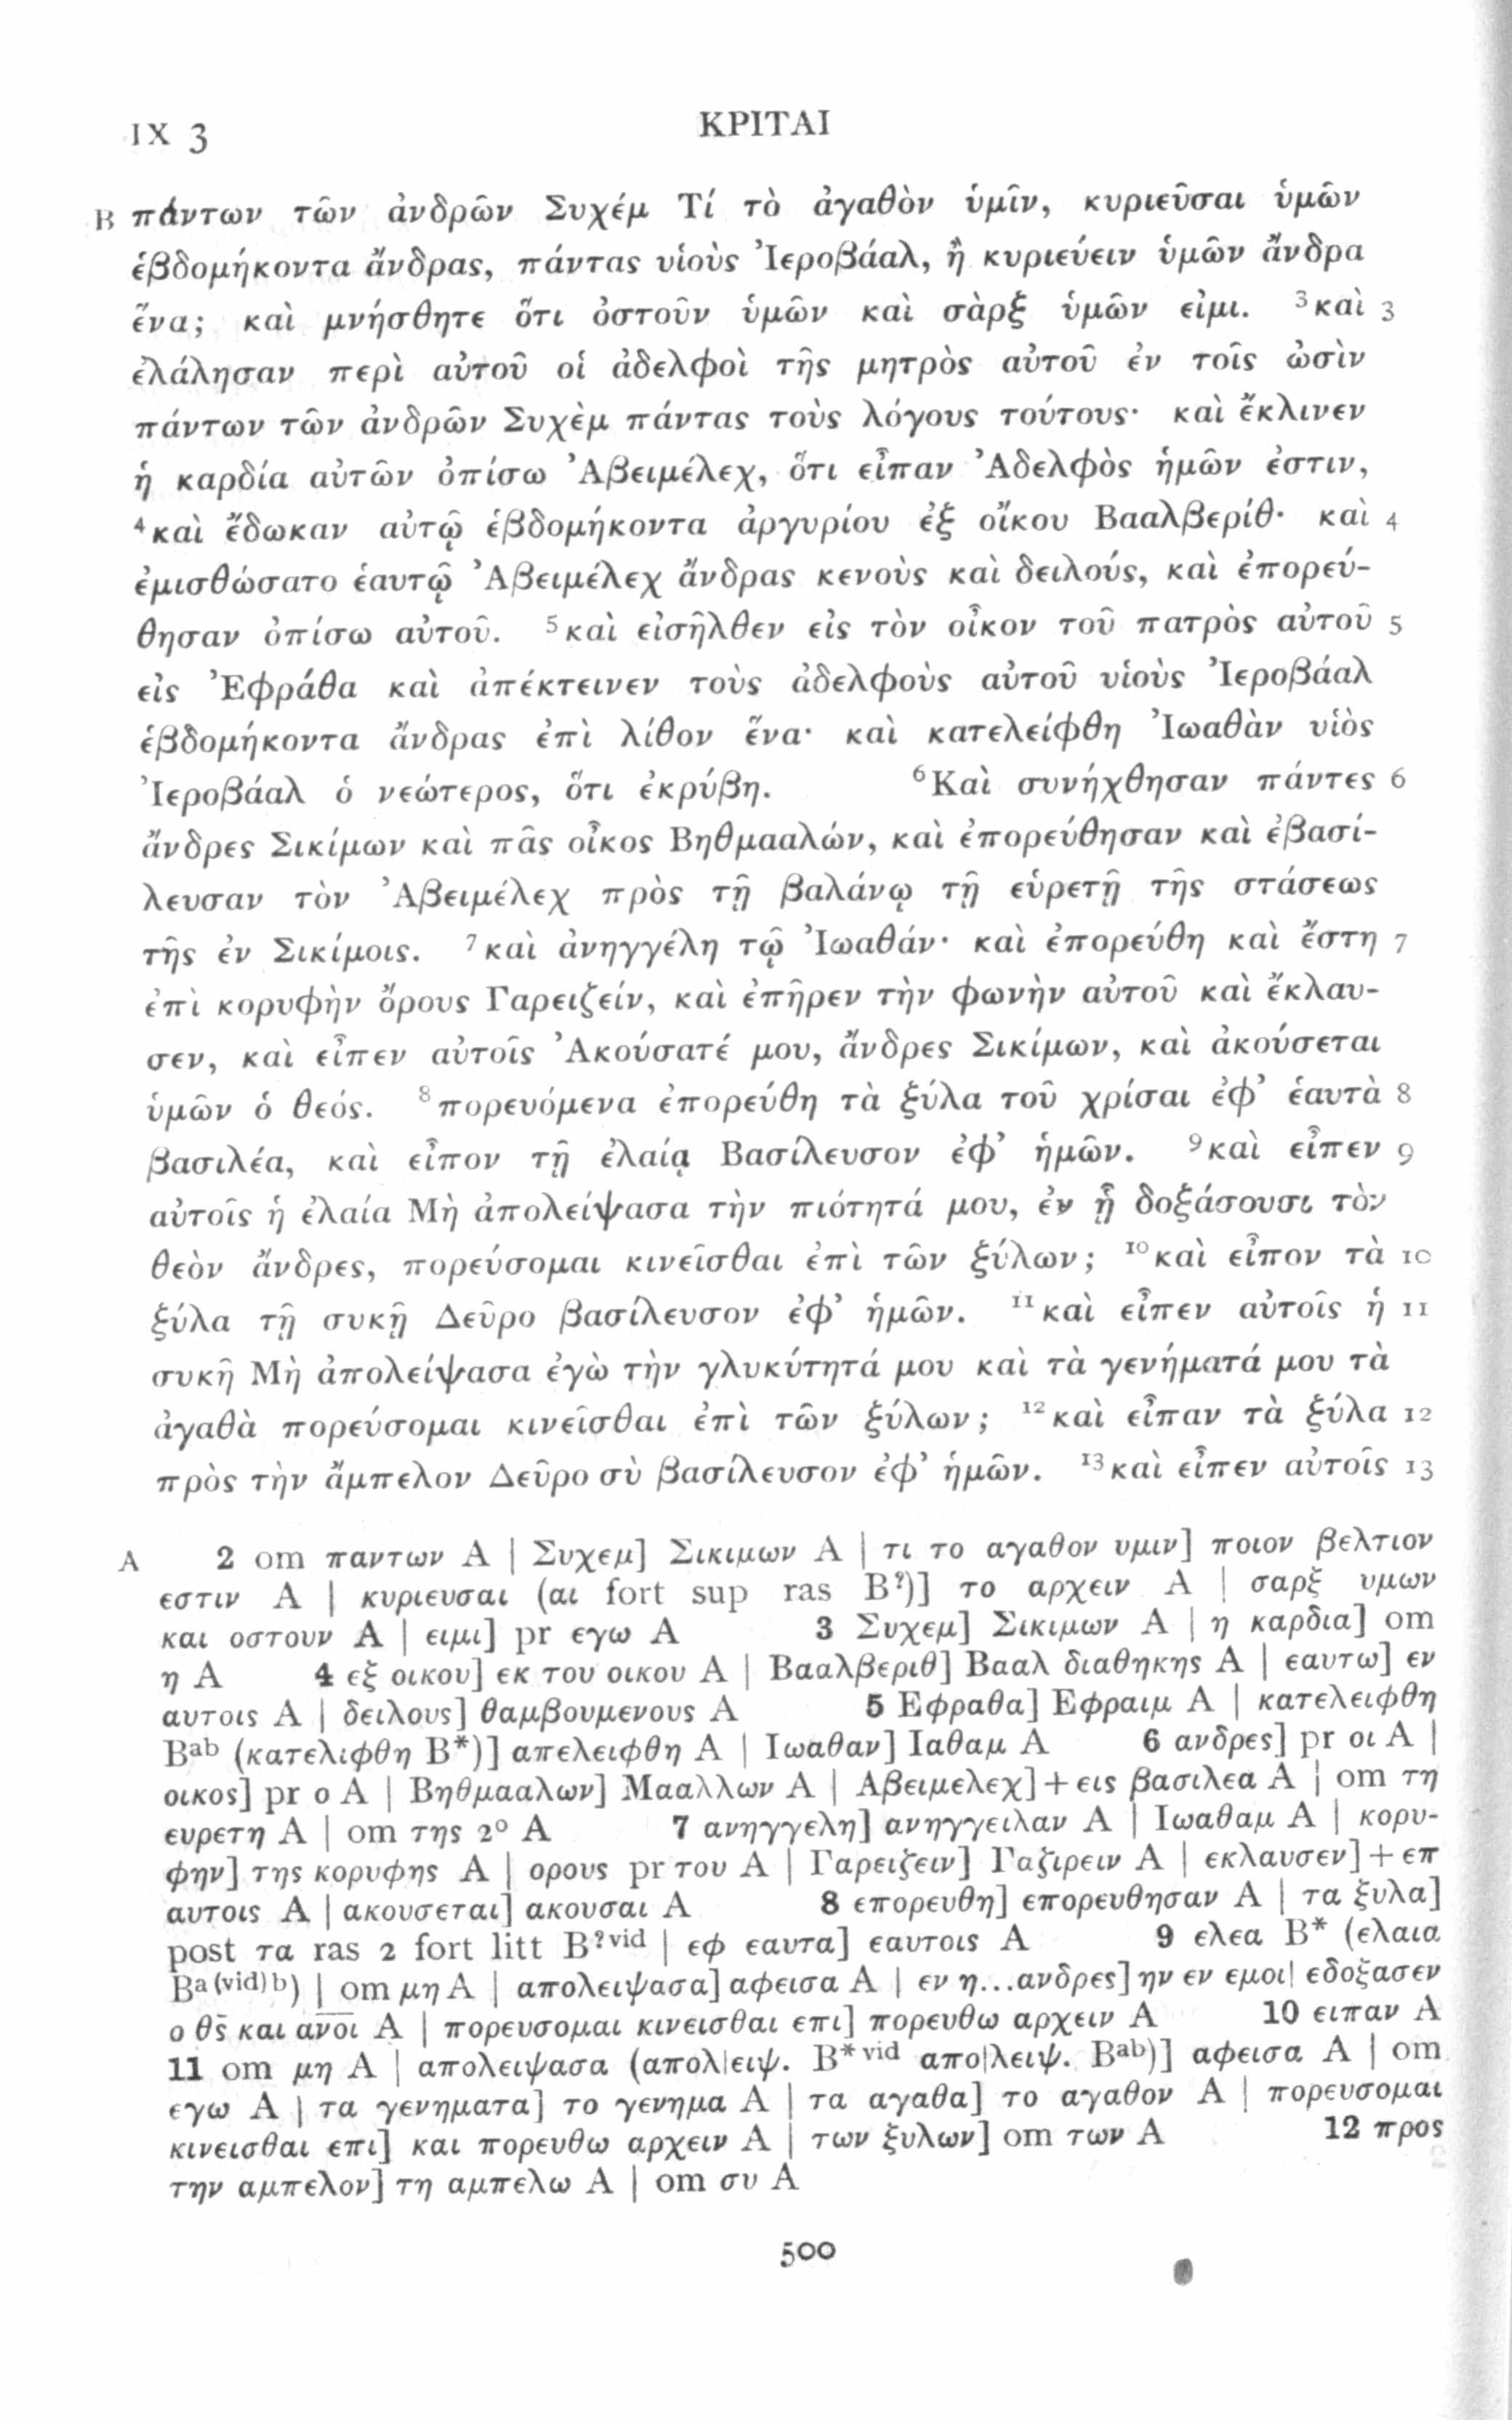 IX 3 ΚΡΙΤΑΙ
B πάντων τῶν ἀνδρῶν Συχέμ Τί τὸ ἀγαθὸν ὑμῖν, κυριεῦσαι ὑμῶν
ἑβδομήκοντα ἄνδρας, πάντας υἱοὺς Ἰεροβάαλ, ἢ κυριεύειν ὑμῶν ἄνδρα
ἕνα; καὶ μνήσθητε ὅτι ὀστοῦν ὑμῶν καὶ σὰρξ ὑμῶν εἰμι. ³καὶ 3
ἐλάλησαν περὶ αὐτοῦ οἱ ἀδελφοὶ τῆς μητρὸς αὐτοῦ ἐν τοῖς ὠσὶν
πάντων τῶν ἀνδρῶν Συχὲμ πάντας τοὺς λόγους τούτους· καὶ ἔκλινεν
ἡ καρδία αὐτῶν ὀπίσω Ἀβειμέλεχ, ὅτι εἶπαν Ἀδελφὸς ἡμῶν ἐστιν,
⁴καὶ ἔδωκαν αὐτῷ ἑβδομήκοντα ἀργυρίου ἐξ οἴκου Βααλβερίθ· καὶ 4
ἐμισθώσατο ἑαυτῷ Ἀβειμέλεχ ἄνδρας κενοὺς καὶ δειλούς, καὶ ἐπορεύ-
θησαν ὀπίσω αὐτοῦ. ⁵καὶ εἰσῆλθεν εἰς τὸν οἶκον τοῦ πατρὸς αὐτοῦ 5
εἰς Ἐφράθα καὶ ἀπέκτεινεν τοὺς ἀδελφοὺς αὐτοῦ υἱοὺς Ἰεροβάαλ
ἑβδομήκοντα ἄνδρας ἐπὶ λίθον ἕνα· καὶ κατελείφθη Ἰωαθὰν υἱὸς
Ἰεροβάαλ ὁ νεώτερος, ὅτι ἐκρύβη. ⁶Καὶ συνήχθησαν πάντες 6
ἄνδρες Σικίμων καὶ πᾶς οἶκος Βηθμααλών, καὶ ἐπορεύθησαν καὶ ἐβασί-
λευσαν τὸν Ἀβειμέλεχ πρὸς τῇ βαλάνῳ τῇ εὑρετῇ τῆς στάσεως
τῆς ἐν Σικίμοις. ⁷καὶ ἀνηγγέλη τῷ Ἰωαθάν· καὶ ἐπορεύθη καὶ ἔστη 7
ἐπὶ κορυφὴν ὄρους Γαρειζείν, καὶ ἐπῆρεν τὴν φωνὴν αὐτοῦ καὶ ἔκλαυ-
σεν, καὶ εἶπεν αὐτοῖς Ἀκούσατέ μου, ἄνδρες Σικίμων, καὶ ἀκούσεται
ὑμῶν ὁ θεός. ⁸πορευόμενα ἐπορεύθη τὰ ξύλα τοῦ χρίσαι ἐφ’ ἑαυτὰ 8
βασιλέα, καὶ εἶπον τῇ ἐλαίᾳ Βασίλευσον ἐφ’ ἡμῶν. ⁹καὶ εἶπεν 9
αὐτοῖς ἡ ἐλαία Μὴ ἀπολείψασα τὴν πιότητά μου, ἐν ᾗ δοξάσουσι τὸν
θεὸν ἄνδρες, πορεύσομαι κινεῖσθαι ἐπὶ τῶν ξύλων; ¹⁰καὶ εἶπον τὰ 10
ξύλα τῇ συκῇ Δεῦρο βασίλευσον ἐφ’ ἡμῶν. ¹¹καὶ εἶπεν αὐτοῖς ἡ 11
συκῆ Μὴ ἀπολείψασα ἐγὼ τὴν γλυκύτητά μου καὶ τὰ γενήματά μου τὰ
ἀγαθὰ πορεύσομαι κινεῖσθαι ἐπὶ τῶν ξύλων; ¹²καὶ εἶπαν τὰ ξύλα 12
πρὸς τὴν ἄμπελον Δεῦρο σὺ βασίλευσον ἐφ’ ἡμῶν. ¹³καὶ εἶπεν αὐτοῖς 13
A 2 om παντων A | Συχεμ] Σικιμων A | τι το αγαθον υμιν] ποιον βελτιον
εστιν A | κυριευσαι (αι fort sup ras B?)] το αρχειν A | σαρξ υμων
και οστουν A | ειμι] pr εγω A 3 Συχεμ] Σικιμων A | η καρδια] om
η A 4 εξ οικου] εκ του οικου A | Βααλβεριθ] Βααλ διαθηκης A | εαυτω] εν
αυτοις A | δειλους] θαμβουμενους A 5 Εφραθα] Εφραιμ A | κατελειφθη
Bab (κατελιφθη B*)] απελειφθη A | Ιωαθαν] Ιαθαμ A 6 ανδρες] pr οι A |
οικος] pr ο A | Βηθμααλων] Μααλλων A | Αβειμελεχ]+εις βασιλεα A | om τη
ευρετη A | om της 2° A 7 ανηγγελη] ανηγγειλαν A | Ιωαθαμ A | κορυ-
φην] της κορυφης A | ορους pr του A | Γαρειζειν] Γαζιρειν A | εκλαυσεν]+επ
αυτοις A | ακουσεται] ακουσαι A 8 επορευθη] επορευθησαν A | τα ξυλα]
post τα ras 2 fort litt B?vid | εφ εαυτα] εαυτοις A 9 ελεα B* (ελαια
Ba(vid)b) | om μη A | απολειψασα] αφεισα A | εν η...ανδρες] ην εν εμοι| εδοξασεν
ο θ̅ς̅ και α̅ν̅ο̅ι̅ A | πορευσομαι κινεισθαι επι] πορευθω αρχειν A 10 ειπαν A
11 om μη A | απολειψασα (απολ|ειψ. B*vid απο|λειψ. Bab)] αφεισα A | om
εγω A | τα γενηματα] το γενημα A | τα αγαθα] το αγαθον A | πορευσομαι
κινεισθαι επι] και πορευθω αρχειν A | των ξυλων] om των A 12 προς
την αμπελον] τη αμπελω A | om συ A
500